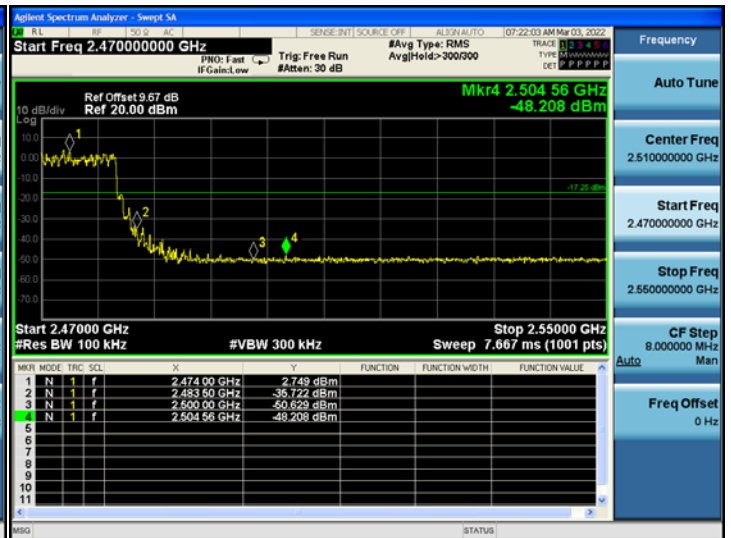 Agilent Spectrum Analyzer - Swept SA
RL RF 50 Ω AC SENSE:INT SOURCE OFF ALIGN AUTO 07:22:03 AM Mar 03, 2022
Start Freq 2.470000000 GHz
PNO: Fast
IFGain:Low
Trig: Free Run
#Atten: 30 dB
#Avg Type: RMS
Avg|Hold:>300/300
TRACE 1 2 3 4 5 6
TYPE M
DET P P P P P P
Ref Offset 9.67 dB
Ref 20.00 dBm
10 dB/div
Log
Mkr4 2.504 56 GHz
-48.208 dBm
10.0
0.00
-10.0
-20.0
-30.0
-40.0
-50.0
-60.0
-70.0
1
2
3
4
-17.25 dBm
Start 2.47000 GHz
Stop 2.55000 GHz
#Res BW 100 kHz
#VBW 300 kHz
Sweep 7.667 ms (1001 pts)
MKR MODE TRC SCL X Y FUNCTION FUNCTION WIDTH FUNCTION VALUE
1 N 1 f 2.474 00 GHz 2.749 dBm
2 N 1 f 2.483 50 GHz -35.722 dBm
3 N 1 f 2.500 00 GHz -50.629 dBm
4 N 1 f 2.504 56 GHz -48.208 dBm
5
6
7
8
9
10
11
MSG
STATUS
Frequency
Auto Tune
Center Freq
2.510000000 GHz
Start Freq
2.470000000 GHz
Stop Freq
2.550000000 GHz
CF Step
8.000000 MHz
Auto Man
Freq Offset
0 Hz